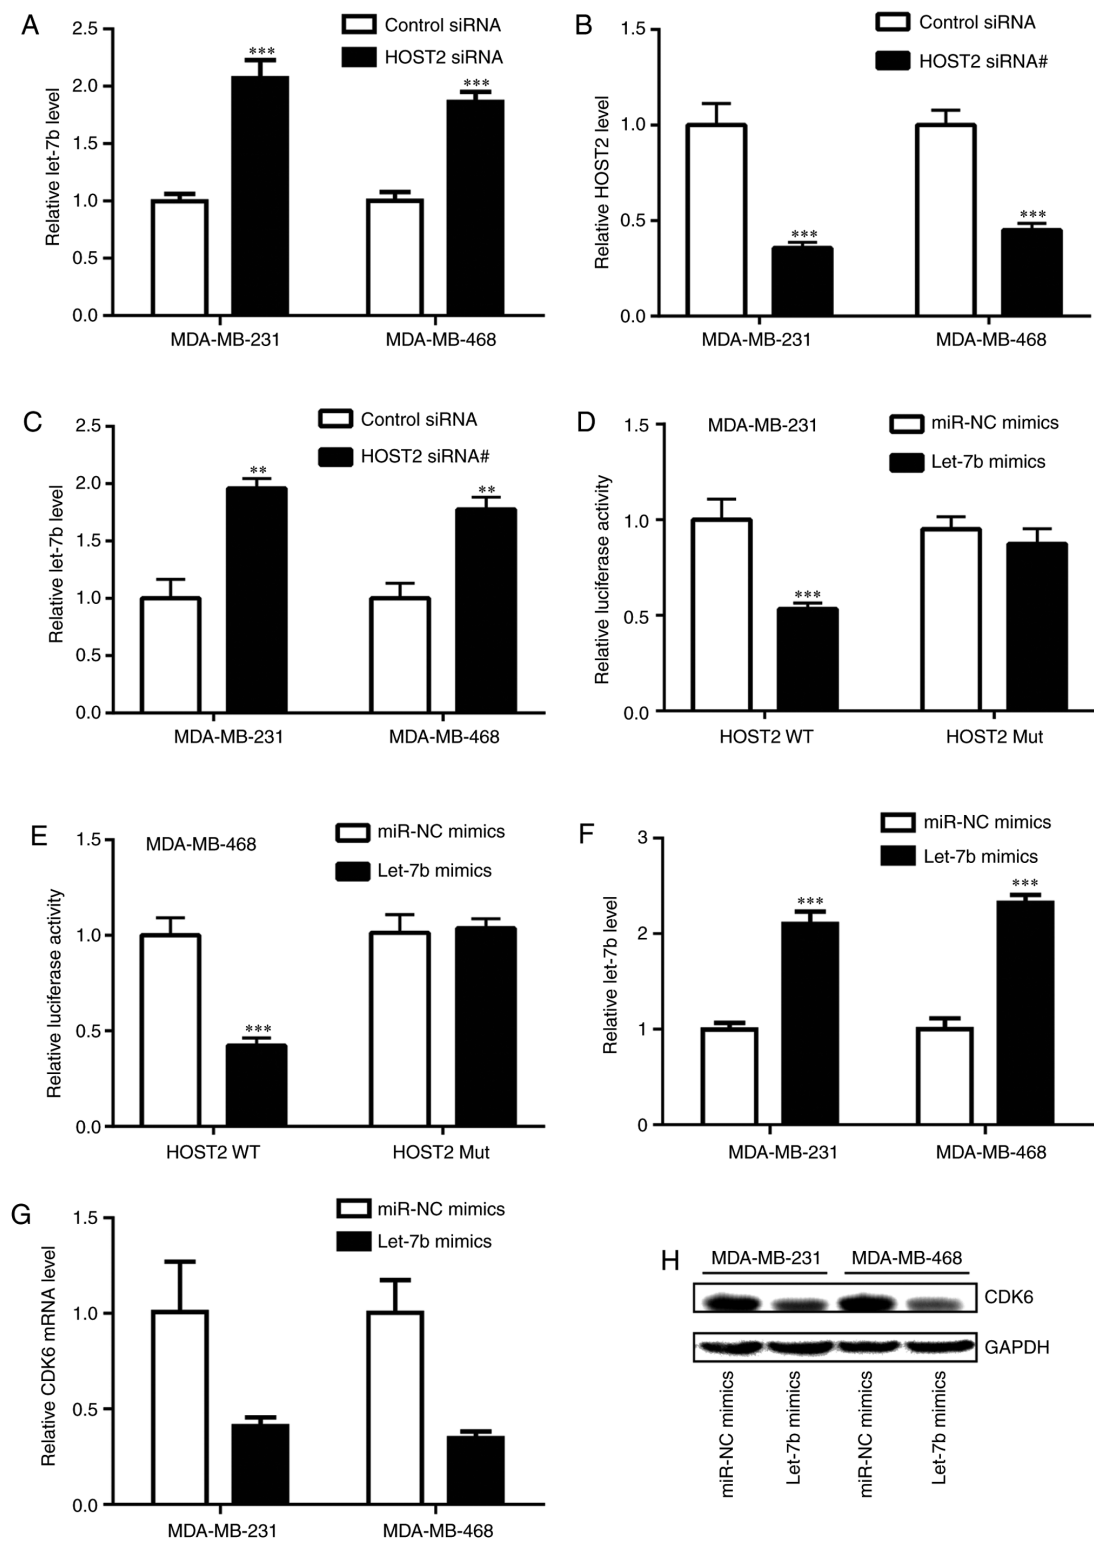 A
Relative let-7b level
2.5
2.0
1.5
1.0
0.5
0.0
Control siRNA
HOST2 siRNA
***
***
MDA-MB-231
MDA-MB-468
B
Relative HOST2 level
1.5
1.0
0.5
0.0
Control siRNA
HOST2 siRNA#
***
***
MDA-MB-231
MDA-MB-468
C
Relative let-7b level
2.5
2.0
1.5
1.0
0.5
0.0
Control siRNA
HOST2 siRNA#
**
**
MDA-MB-231
MDA-MB-468
D
Relative luciferase activity
1.5
1.0
0.5
0.0
MDA-MB-231
miR-NC mimics
Let-7b mimics
***
HOST2 WT
HOST2 Mut
E
Relative luciferase activity
1.5
1.0
0.5
0.0
MDA-MB-468
miR-NC mimics
Let-7b mimics
***
HOST2 WT
HOST2 Mut
F
Relative let-7b level
3
2
1
0
miR-NC mimics
Let-7b mimics
***
***
MDA-MB-231
MDA-MB-468
G
Relative CDK6 mRNA level
1.5
1.0
0.5
0.0
miR-NC mimics
Let-7b mimics
MDA-MB-231
MDA-MB-468
H
MDA-MB-231
MDA-MB-468
CDK6
GAPDH
miR-NC mimics
Let-7b mimics
miR-NC mimics
Let-7b mimics